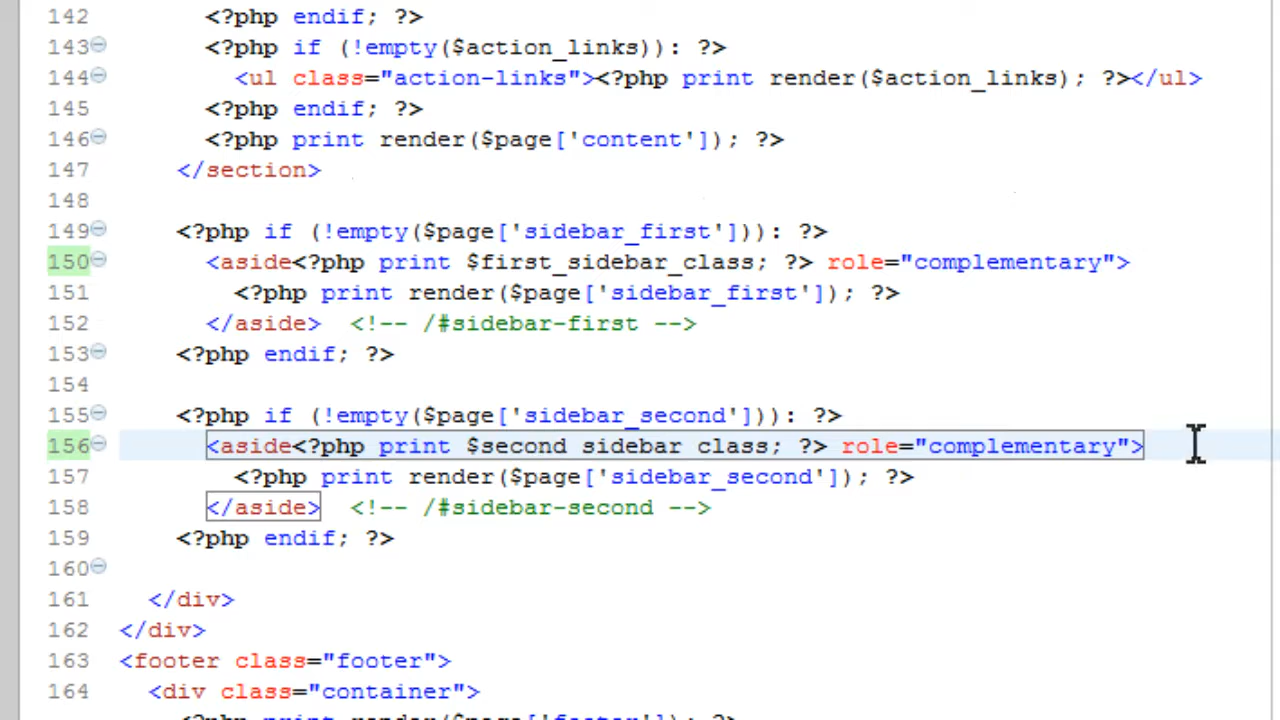 142 <?php endif; ?>
143 <?php if (!empty($action_links)): ?>
144 <ul class="action-links"><?php print render($action_links); ?></ul>
145 <?php endif; ?>
146 <?php print render($page['content']); ?>
147 </section>
148
149 <?php if (!empty($page['sidebar_first'])): ?>
150 <aside<?php print $first_sidebar_class; ?> role="complementary">
151 <?php print render($page['sidebar_first']); ?>
152 </aside>  <!-- /#sidebar-first -->
153 <?php endif; ?>
154
155 <?php if (!empty($page['sidebar_second'])): ?>
156 <aside<?php print $second_sidebar_class; ?> role="complementary">
157 <?php print render($page['sidebar_second']); ?>
158 </aside>  <!-- /#sidebar-second -->
159 <?php endif; ?>
160
161 </div>
162 </div>
163 <footer class="footer">
164 <div class="container">
<?php print render($page['footer']); ?>